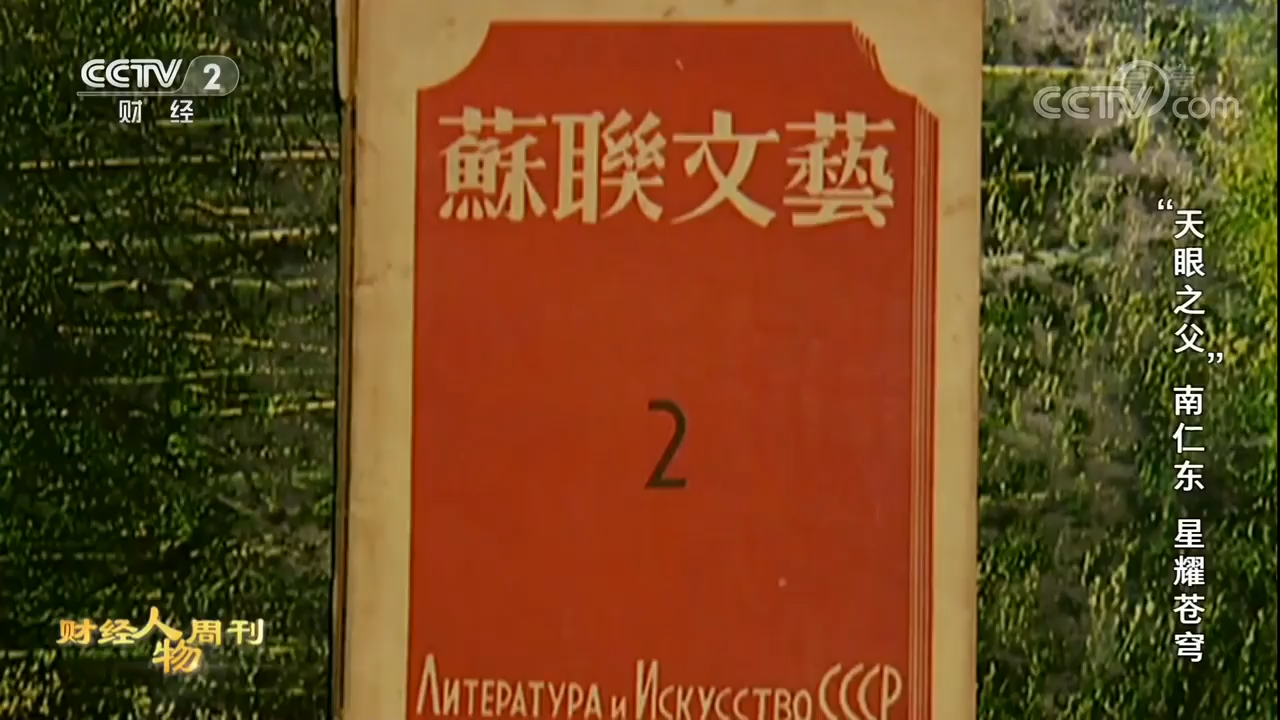 CCTV 2
财经
CCTV.com
蘇聯文藝
2
ЛИТЕРАТУРА и ИСКУССТВО СССР
“天眼之父”南仁东 星耀苍穹
财经人物周刊